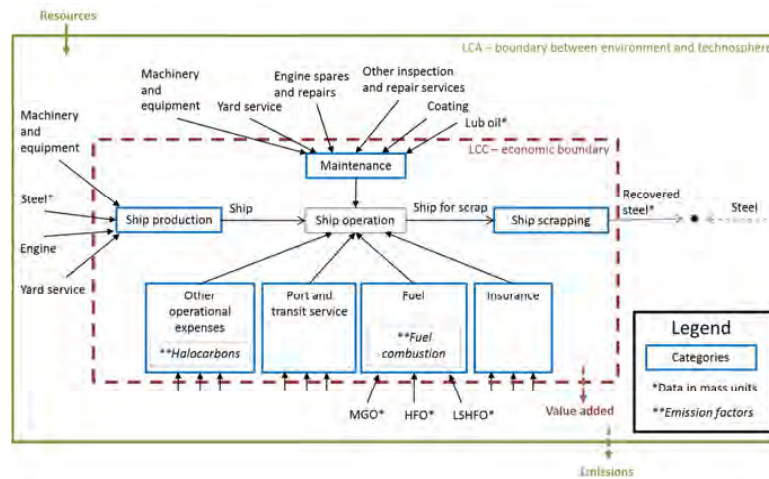 Resources
LCA – boundary between environment and technosphere
Machinery
and
equipment
Yard service
Engine spares
and repairs
Other inspection
and repair services
Coating
Lub oil*
Machinery
and
equipment
LCC – economic boundary
Maintenance
Steel*
Ship production
Ship
Ship operation
Ship for scrap
Ship scrapping
Recovered
steel*
Steel
Engine
Yard service
Other
operational
expenses
**Halocarbons
Port and
transit service
Fuel
**Fuel
combustion
Insurance
Legend
Categories
*Data in mass units
**Emission factors
MGO*
HFO*
LSHFO*
Value added
Emissions